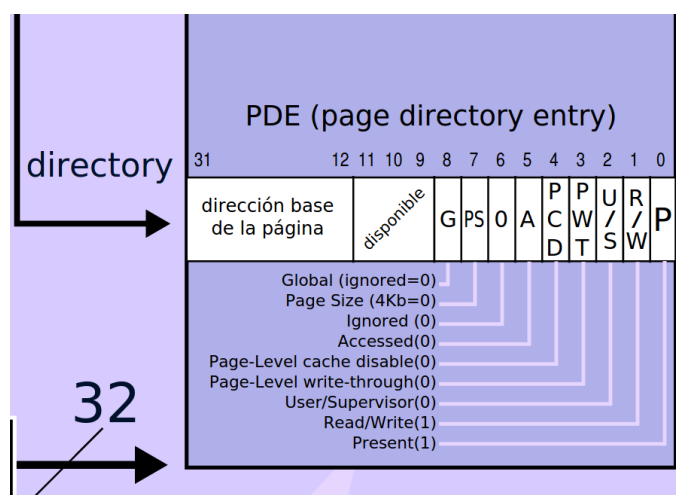 PDE (page directory entry)
directory
31 12 11 10 9 8 7 6 5 4 3 2 1 0
dirección base
de la página
disponible
G
PS
0
A
PCD
PWT
U/S
R/W
P
Global (ignored=0)
Page Size (4Kb=0)
Ignored (0)
Accessed(0)
Page-Level cache disable(0)
Page-Level write-through(0)
User/Supervisor(0)
Read/Write(1)
Present(1)
32